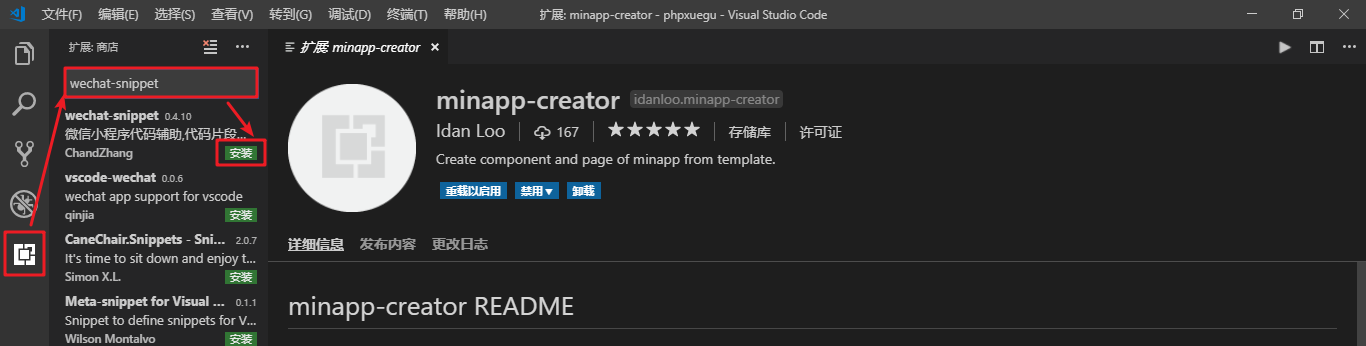 文件(F) 编辑(E) 选择(S) 查看(V) 转到(G) 调试(D) 终端(T) 帮助(H) 扩展: minapp-creator - phpxuegu - Visual Studio Code
扩展: 商店
扩展: minapp-creator
wechat-snippet
wechat-snippet 0.4.10
微信小程序代码辅助,代码片段...
ChandZhang 安装
vscode-wechat 0.0.6
wechat app support for vscode
qinjia 安装
CaneChair.Snippets - Sni... 2.0.7
It's time to sit down and enjoy t...
Simon X.L. 安装
Meta-snippet for Visual ... 0.1.1
Snippet to define snippets for V...
Wilson Montalvo 安装
minapp-creator idanloo.minapp-creator
Idan Loo 167 存储库 许可证
Create component and page of minapp from template.
重载以启用 禁用 卸载
详细信息 发布内容 更改日志
minapp-creator README